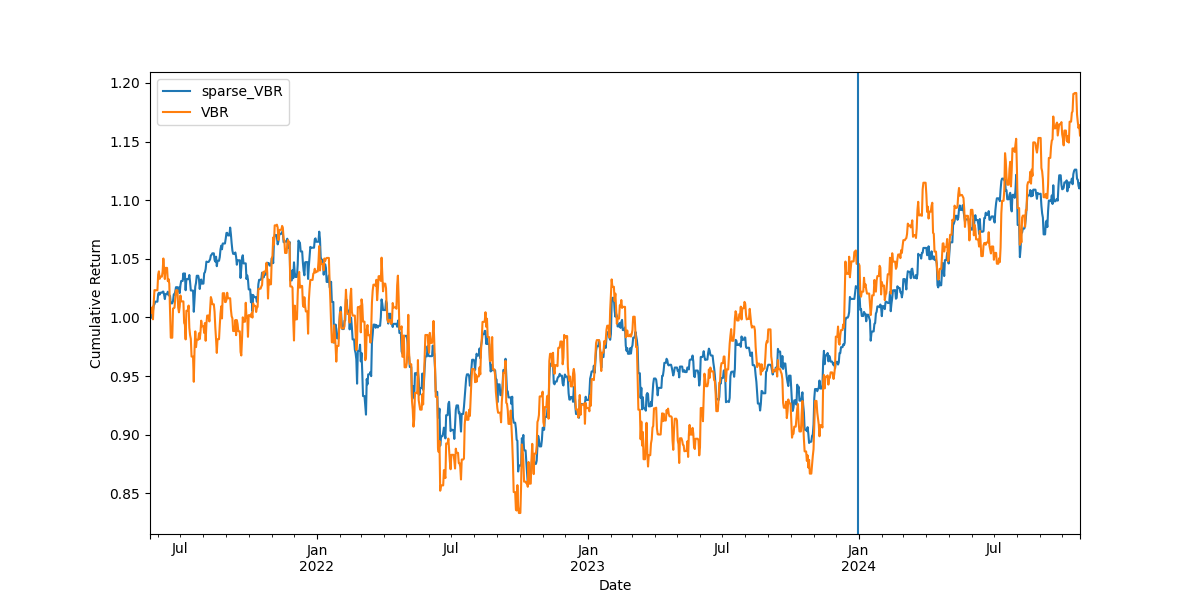 sparse_VBR
VBR
Cumulative Return
1.20
1.15
1.10
1.05
1.00
0.95
0.90
0.85
Jul
Jan
2022
Jul
Jan
2023
Jul
Jan
2024
Jul
Date